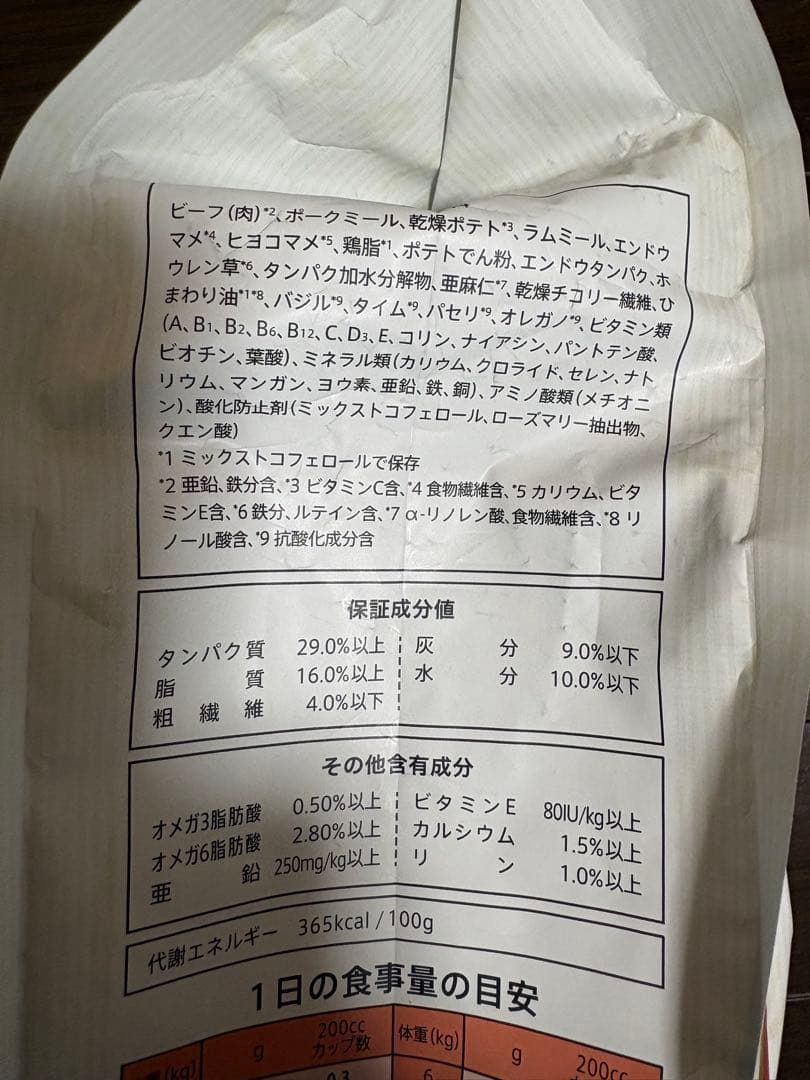 ビーフ(肉)*2、ポークミール、乾燥ポテト*3、ラムミール、エンドウ
マメ*4、ヒヨコマメ*5、鶏脂*1、ポテトでん粉、エンドウタンパク、ホ
ウレン草*6、タンパク加水分解物、亜麻仁*7、乾燥チコリー繊維、ひ
まわり油*1*8、バジル*9、タイム*9、パセリ*9、オレガノ*9、ビタミン類
(A、B1、B2、B6、B12、C、D3、E、コリン、ナイアシン、パントテン酸、
ビオチン、葉酸)、ミネラル類(カリウム、クロライド、セレン、ナト
リウム、マンガン、ヨウ素、亜鉛、鉄、銅)、アミノ酸類(メチオニ
ン)、酸化防止剤(ミックストコフェロール、ローズマリー抽出物、
クエン酸)
*1 ミックストコフェロールで保存
*2 亜鉛、鉄分含、*3 ビタミンC含、*4 食物繊維含、*5 カリウム、ビタ
ミンE含、*6 鉄分、ルテイン含、*7 α-リノレン酸、食物繊維含、*8 リ
ノール酸含、*9 抗酸化成分含
保証成分値
タンパク質 29.0%以上 灰分 9.0%以下
脂質 16.0%以上 水分 10.0%以下
粗繊維 4.0%以下
その他含有成分
オメガ3脂肪酸 0.50%以上 ビタミンE 80IU/kg以上
オメガ6脂肪酸 2.80%以上 カルシウム 1.5%以上
亜鉛 250mg/kg以上 リン 1.0%以上
代謝エネルギー 365kcal / 100g
1日の食事量の目安
(kg) g 200cc カップ数 体重(kg) g 200cc
0.3 6